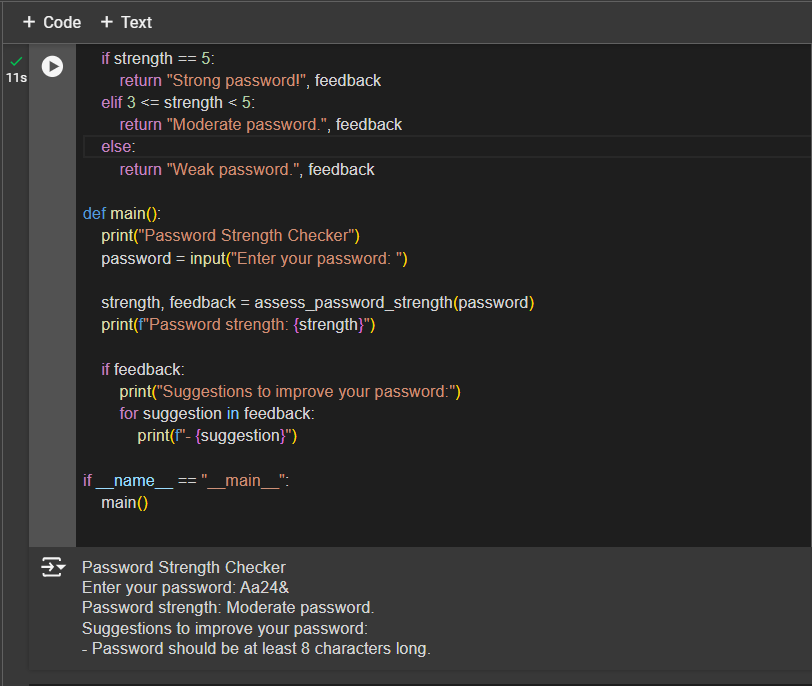 + Code + Text
11s
if strength == 5:
return "Strong password!", feedback
elif 3 <= strength < 5:
return "Moderate password.", feedback
else:
return "Weak password.", feedback
def main():
print("Password Strength Checker")
password = input("Enter your password: ")
strength, feedback = assess_password_strength(password)
print(f"Password strength: {strength}")
if feedback:
print("Suggestions to improve your password:")
for suggestion in feedback:
print(f"- {suggestion}")
if __name__ == "__main__":
main()
Password Strength Checker
Enter your password: Aa24&
Password strength: Moderate password.
Suggestions to improve your password:
- Password should be at least 8 characters long.